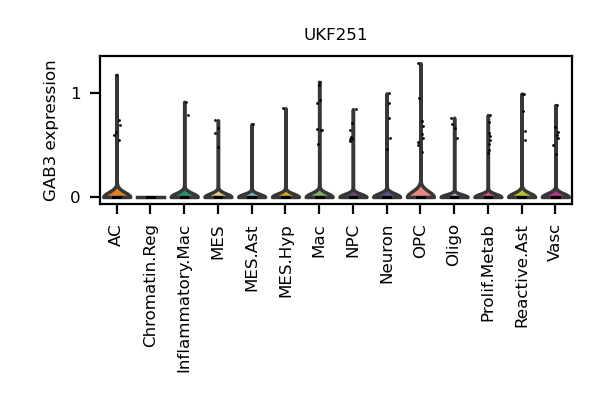 UKF251
GAB3 expression
1
0
AC
Chromatin.Reg
Inflammatory.Mac
MES
MES.Ast
MES.Hyp
Mac
NPC
Neuron
OPC
Oligo
Prolif.Metab
Reactive.Ast
Vasc